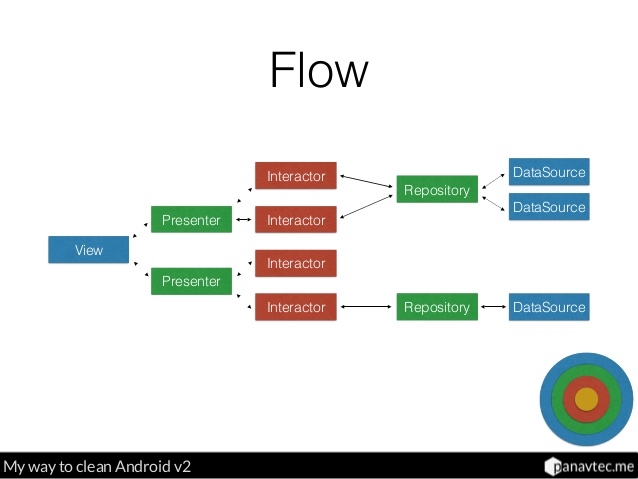 Flow
Interactor
DataSource
Repository
DataSource
Presenter
Interactor
View
Interactor
Presenter
Interactor
Repository
DataSource
My way to clean Android v2
panavtec.me